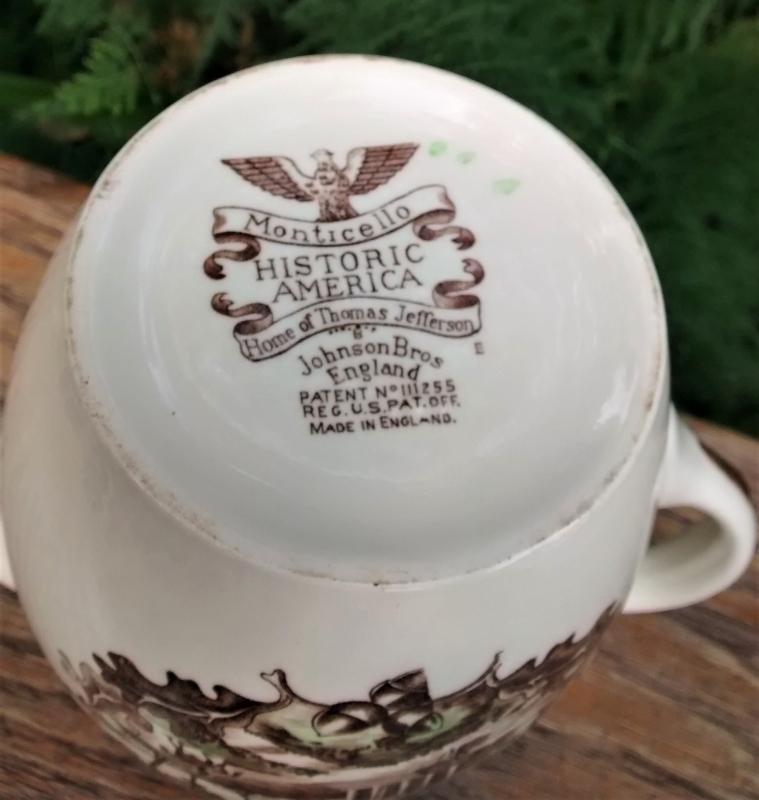 Monticello
HISTORIC
AMERICA
Home of Thomas Jefferson
Johnson Bros
England
PATENT Nº 111255
REG. U.S. PAT. OFF.
MADE IN ENGLAND.
E